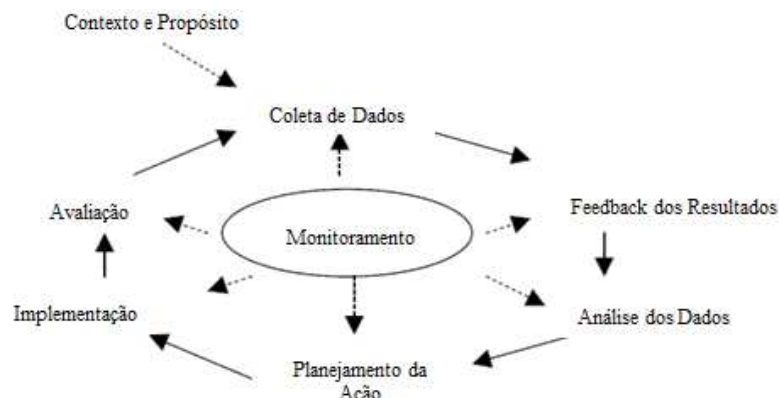 Contexto e Propósito
Coleta de Dados
Avaliação
Monitoramento
Feedback dos Resultados
Implementação
Análise dos Dados
Planejamento da
Ação